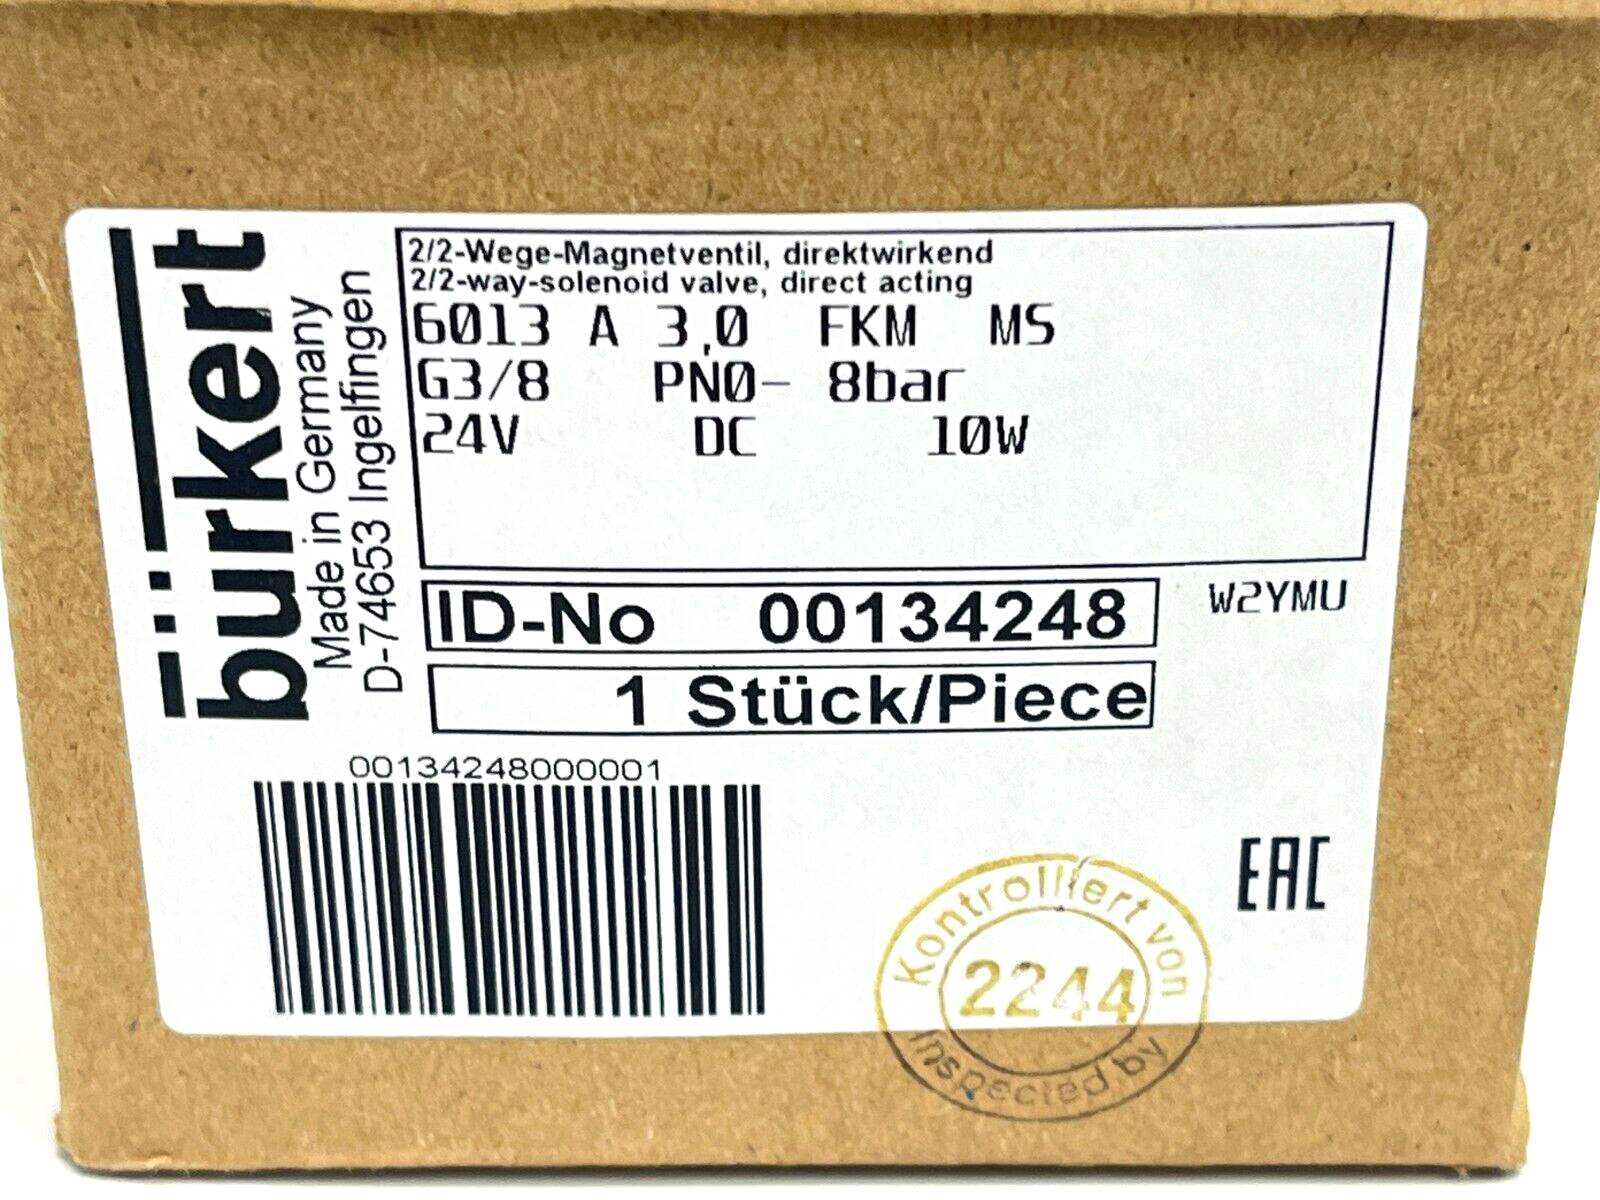 bürkert
Made in Germany
D-74653 Ingelfingen
2/2-Wege-Magnetventil, direktwirkend
2/2-way-solenoid valve, direct acting
6013 A 3,0 FKM MS
G3/8 PN0- 8bar
24V DC 10W
ID-No 00134248
W2YMU
1 Stück/Piece
00134248000001
EAC
Kontrolliert von
2244
Inspected by